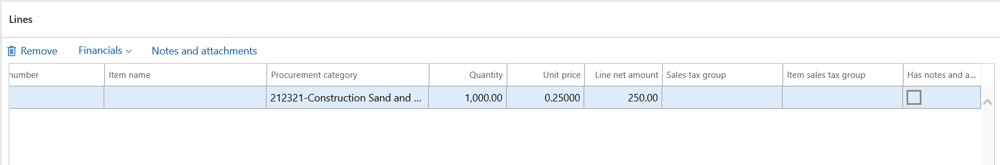 Lines
Remove Financials Notes and attachments
number Item name Procurement category Quantity Unit price Line net amount Sales tax group Item sales tax group Has notes and a...
212321-Construction Sand and ... 1,000.00 0.25000 250.00